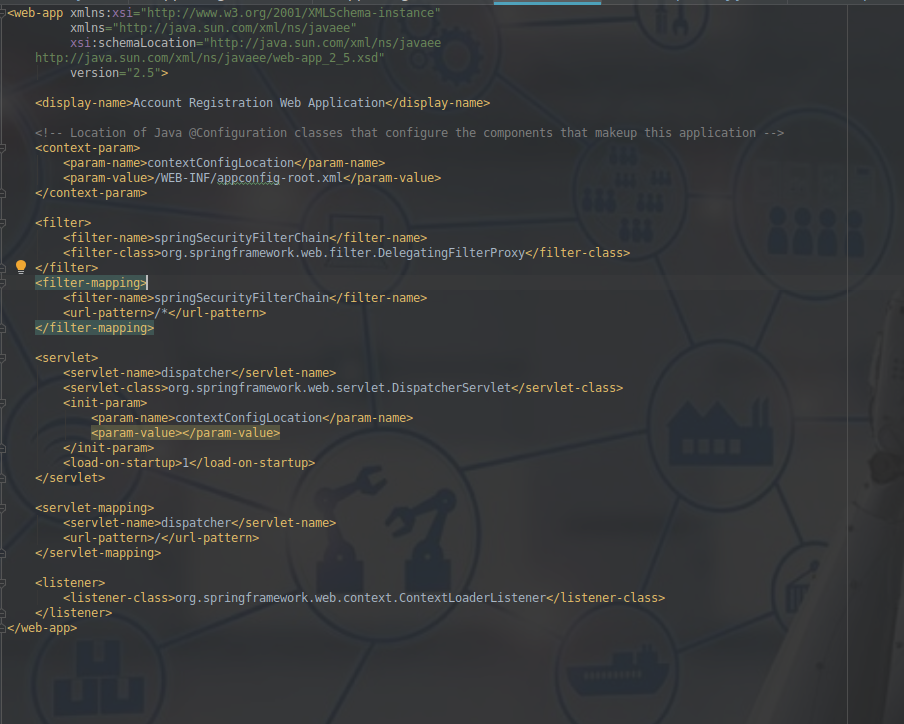 <web-app xmlns:xsi="http://www.w3.org/2001/XMLSchema-instance"
xmlns="http://java.sun.com/xml/ns/javaee"
xsi:schemaLocation="http://java.sun.com/xml/ns/javaee
http://java.sun.com/xml/ns/javaee/web-app_2_5.xsd"
version="2.5">
<display-name>Account Registration Web Application</display-name>
<!-- Location of Java @Configuration classes that configure the components that makeup this application -->
<context-param>
<param-name>contextConfigLocation</param-name>
<param-value>/WEB-INF/appconfig-root.xml</param-value>
</context-param>
<filter>
<filter-name>springSecurityFilterChain</filter-name>
<filter-class>org.springframework.web.filter.DelegatingFilterProxy</filter-class>
</filter>
<filter-mapping>
<filter-name>springSecurityFilterChain</filter-name>
<url-pattern>/*</url-pattern>
</filter-mapping>
<servlet>
<servlet-name>dispatcher</servlet-name>
<servlet-class>org.springframework.web.servlet.DispatcherServlet</servlet-class>
<init-param>
<param-name>contextConfigLocation</param-name>
<param-value></param-value>
</init-param>
<load-on-startup>1</load-on-startup>
</servlet>
<servlet-mapping>
<servlet-name>dispatcher</servlet-name>
<url-pattern>/</url-pattern>
</servlet-mapping>
<listener>
<listener-class>org.springframework.web.context.ContextLoaderListener</listener-class>
</listener>
</web-app>